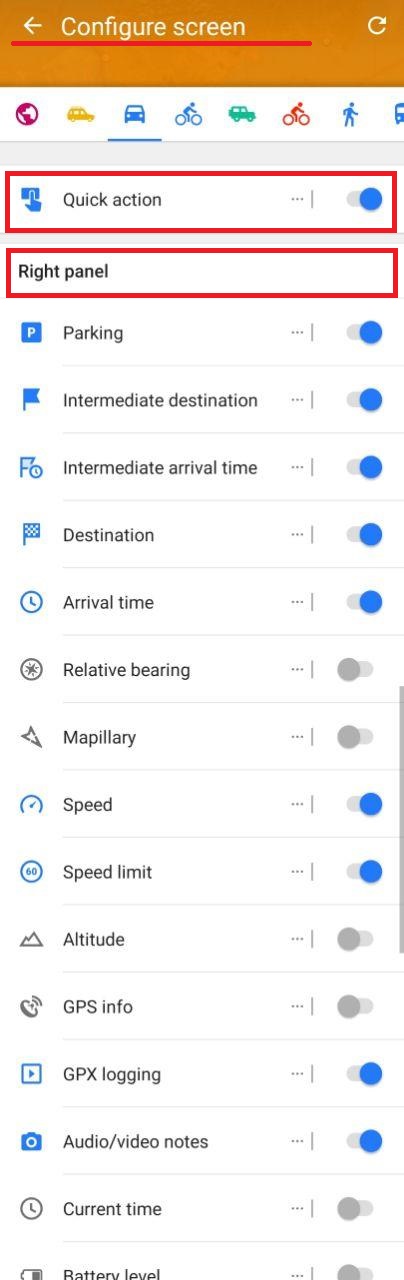 Configure screen
Quick action
Right panel
P
Parking
Intermediate destination
Intermediate arrival time
Destination
Arrival time
Relative bearing
Mapillary
Speed
60
Speed limit
Altitude
GPS info
GPX logging
Audio/video notes
Current time
Battery level